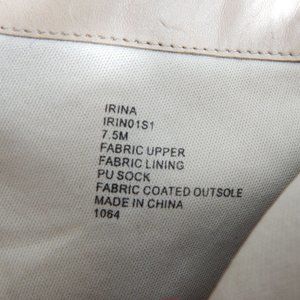 IRINA
IRIN01S1
7.5M
FABRIC UPPER
FABRIC LINING
PU SOCK
FABRIC COATED OUTSOLE
MADE IN CHINA
1064